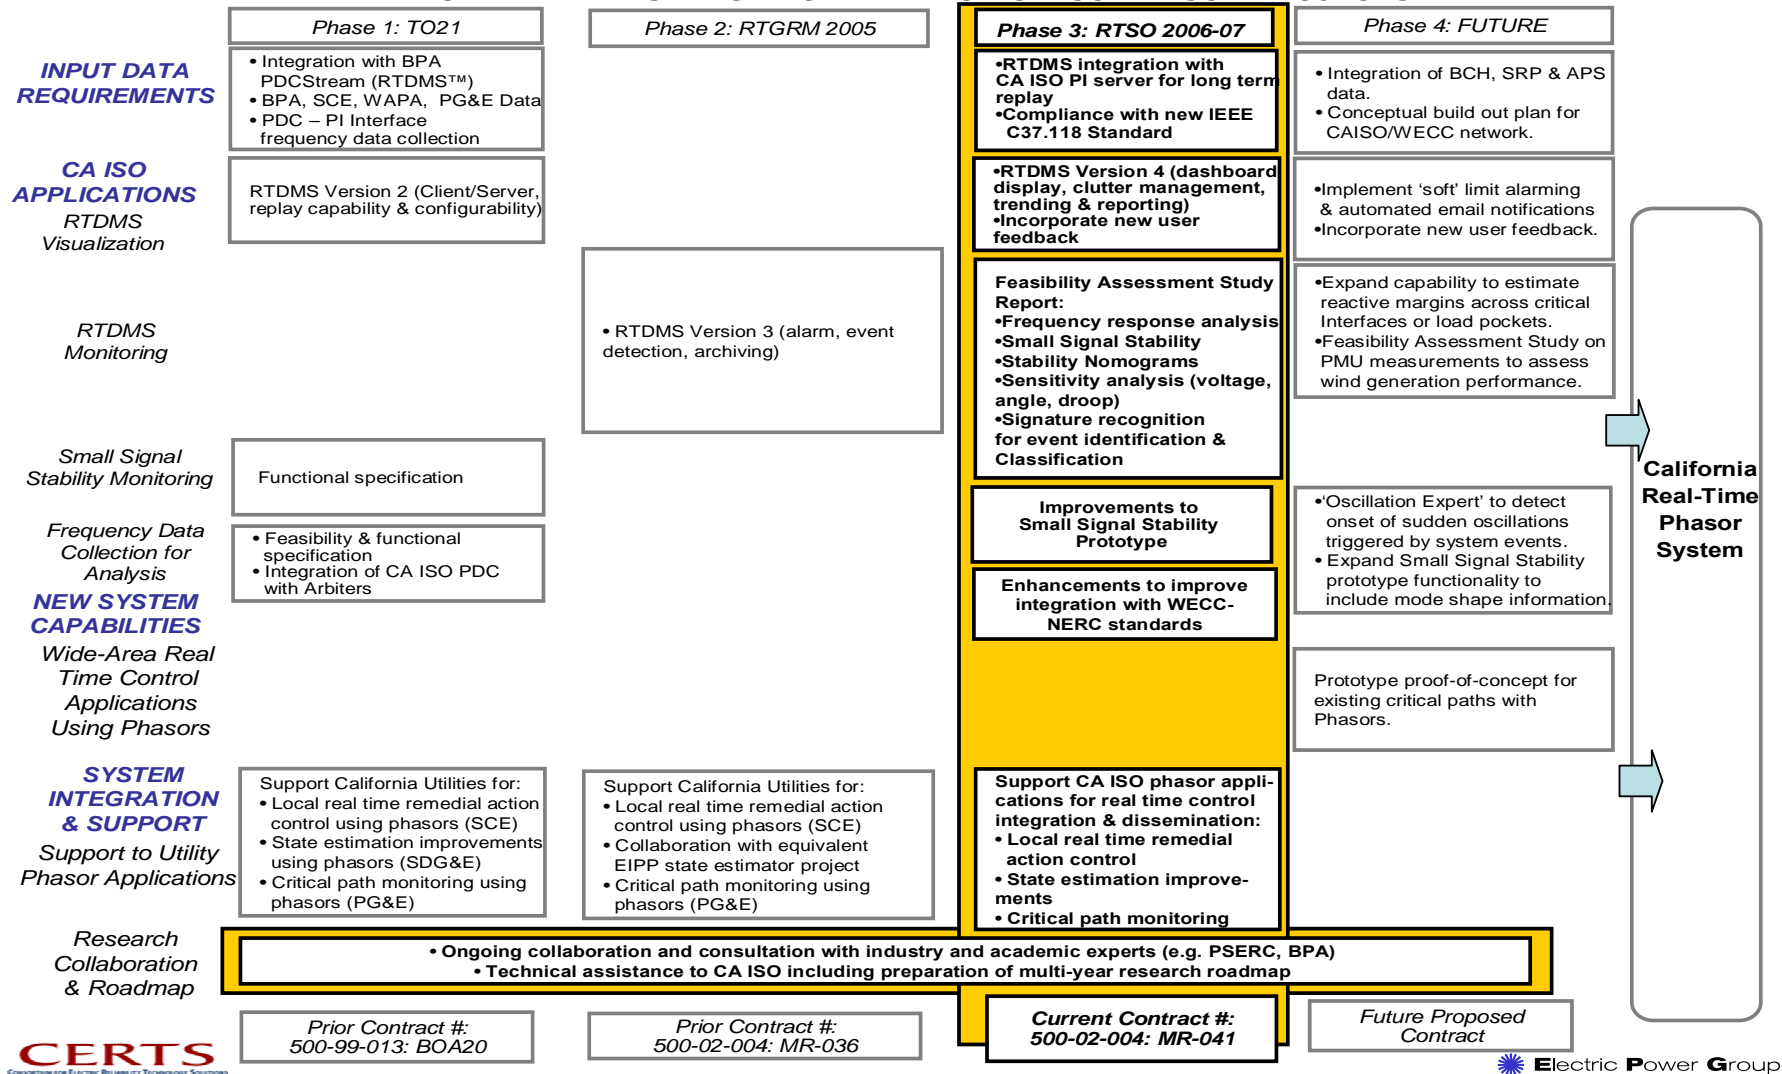 Phase 1: TO21
Phase 2: RTGRM 2005
Phase 3: RTSO 2006-07
Phase 4: FUTURE
INPUT DATA
REQUIREMENTS
• Integration with BPA
PDCStream (RTDMS™)
• BPA, SCE, WAPA, PG&E Data
• PDC – PI Interface
frequency data collection
•RTDMS integration with
CA ISO PI server for long term
replay
•Compliance with new IEEE
C37.118 Standard
• Integration of BCH, SRP & APS
data.
• Conceptual build out plan for
CAISO/WECC network.
CA ISO
APPLICATIONS
RTDMS
Visualization
RTDMS Version 2 (Client/Server,
replay capability & configurability)
•RTDMS Version 4 (dashboard
display, clutter management,
trending & reporting)
•Incorporate new user
feedback
•Implement ‘soft’ limit alarming
& automated email notifications
•Incorporate new user feedback.
RTDMS
Monitoring
• RTDMS Version 3 (alarm, event
detection, archiving)
Feasibility Assessment Study
Report:
•Frequency response analysis
•Small Signal Stability
•Stability Nomograms
•Sensitivity analysis (voltage,
angle, droop)
•Signature recognition
for event identification &
Classification
•Expand capability to estimate
reactive margins across critical
Interfaces or load pockets.
•Feasibility Assessment Study on
PMU measurements to assess
wind generation performance.
Small Signal
Stability Monitoring
Functional specification
Improvements to
Small Signal Stability
Prototype
•‘Oscillation Expert’ to detect
onset of sudden oscillations
triggered by system events.
• Expand Small Signal Stability
prototype functionality to
include mode shape information.
Frequency Data
Collection for
Analysis
• Feasibility & functional
specification
• Integration of CA ISO PDC
with Arbiters
Enhancements to improve
integration with WECC-
NERC standards
NEW SYSTEM
CAPABILITIES
Wide-Area Real
Time Control
Applications
Using Phasors
Prototype proof-of-concept for
existing critical paths with
Phasors.
California
Real-Time
Phasor
System
SYSTEM
INTEGRATION
& SUPPORT
Support to Utility
Phasor Applications
Support California Utilities for:
• Local real time remedial action
control using phasors (SCE)
• State estimation improvements
using phasors (SDG&E)
• Critical path monitoring using
phasors (PG&E)
Support California Utilities for:
• Local real time remedial action
control using phasors (SCE)
• Collaboration with equivalent
EIPP state estimator project
• Critical path monitoring using
phasors (PG&E)
Support CA ISO phasor appli-
cations for real time control
integration & dissemination:
• Local real time remedial
action control
• State estimation improve-
ments
• Critical path monitoring
Research
Collaboration
& Roadmap
• Ongoing collaboration and consultation with industry and academic experts (e.g. PSERC, BPA)
• Technical assistance to CA ISO including preparation of multi-year research roadmap
Prior Contract #:
500-99-013: BOA20
Prior Contract #:
500-02-004: MR-036
Current Contract #:
500-02-004: MR-041
Future Proposed
Contract
CERTS
CONSORTIUM FOR ELECTRIC RELIABILITY TECHNOLOGY SOLUTIONS
Electric Power Group